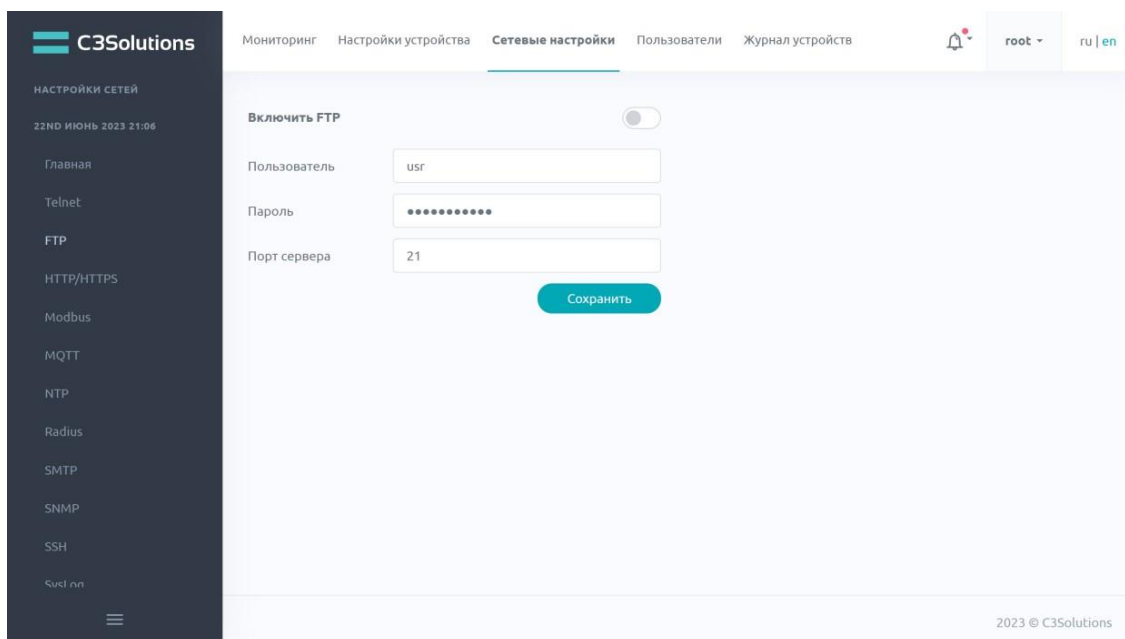 C3Solutions
Мониторинг Настройки устройства Сетевые настройки Пользователи Журнал устройств root ru | en
НАСТРОЙКИ СЕТЕЙ
22ND ИЮНЬ 2023 21:06
Главная
Telnet
FTP
HTTP/HTTPS
Modbus
MQTT
NTP
Radius
SMTP
SNMP
SSH
SysLog
Включить FTP
Пользователь usr
Пароль •••••••••••
Порт сервера 21
Сохранить
2023 © C3Solutions